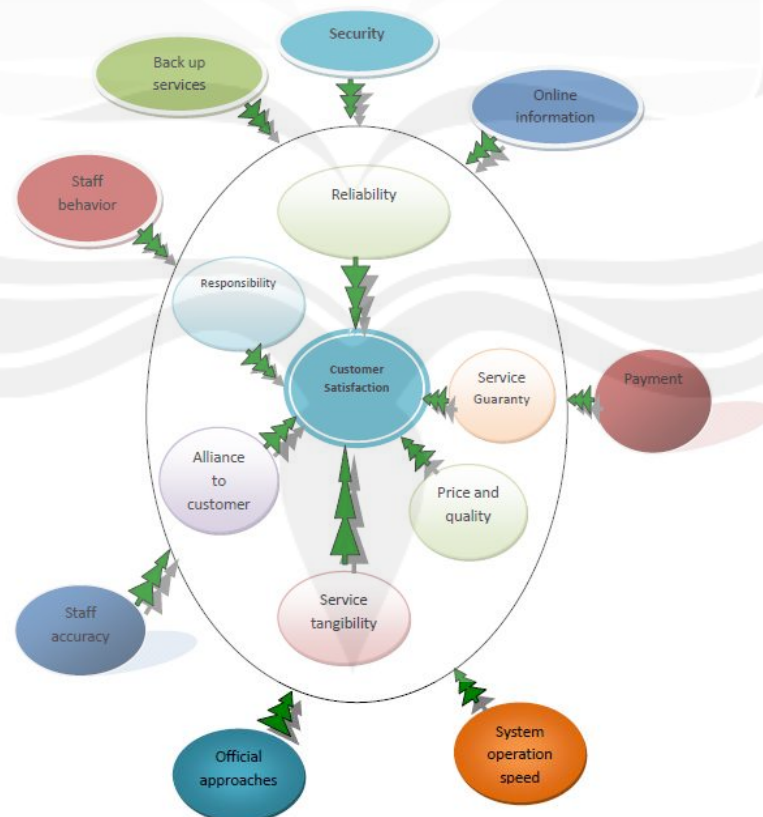 Security
Back up
services
Online
information
Staff
behavior
Reliability
Responsibility
Customer
Satisfaction
Service
Guaranty
Payment
Alliance
to
customer
Price and
quality
Service
tangibility
Staff
accuracy
Official
approaches
System
operation
speed